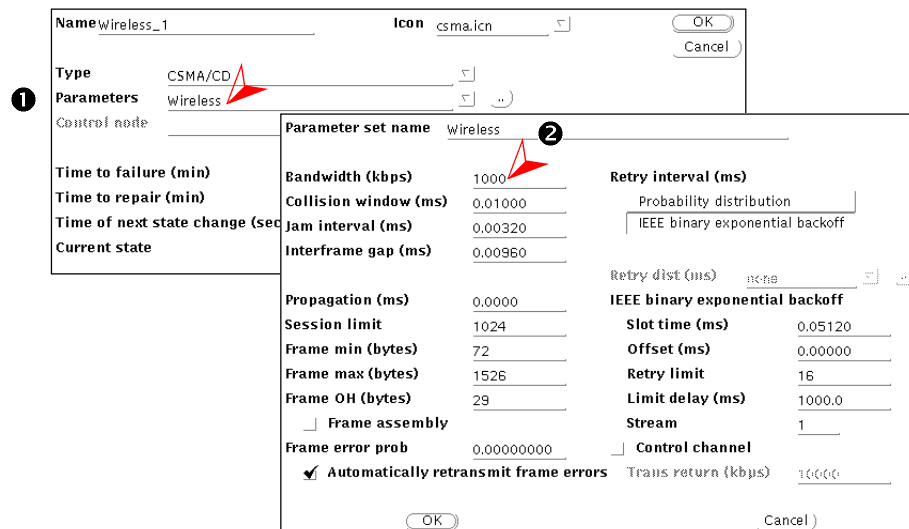 Name Wireless_1 Icon csma.icn OK
Cancel
Type CSMA/CD
❶ Parameters Wireless ..
Control node
Time to failure (min)
Time to repair (min)
Time of next state change (sec
Current state
Parameter set name Wireless ❷
Bandwidth (kbps) 1000 Retry interval (ms)
Collision window (ms) 0.01000 Probability distribution
Jam interval (ms) 0.00320 IEEE binary exponential backoff
Interframe gap (ms) 0.00960
Retry dist (ms) none ..
Propagation (ms) 0.0000 IEEE binary exponential backoff
Session limit 1024 Slot time (ms) 0.05120
Frame min (bytes) 72 Offset (ms) 0.00000
Frame max (bytes) 1526 Retry limit 16
Frame OH (bytes) 29 Limit delay (ms) 1000.0
Frame assembly Stream 1
Frame error prob 0.00000000 Control channel
Automatically retransmit frame errors Trans return (kbps) 10000
OK Cancel